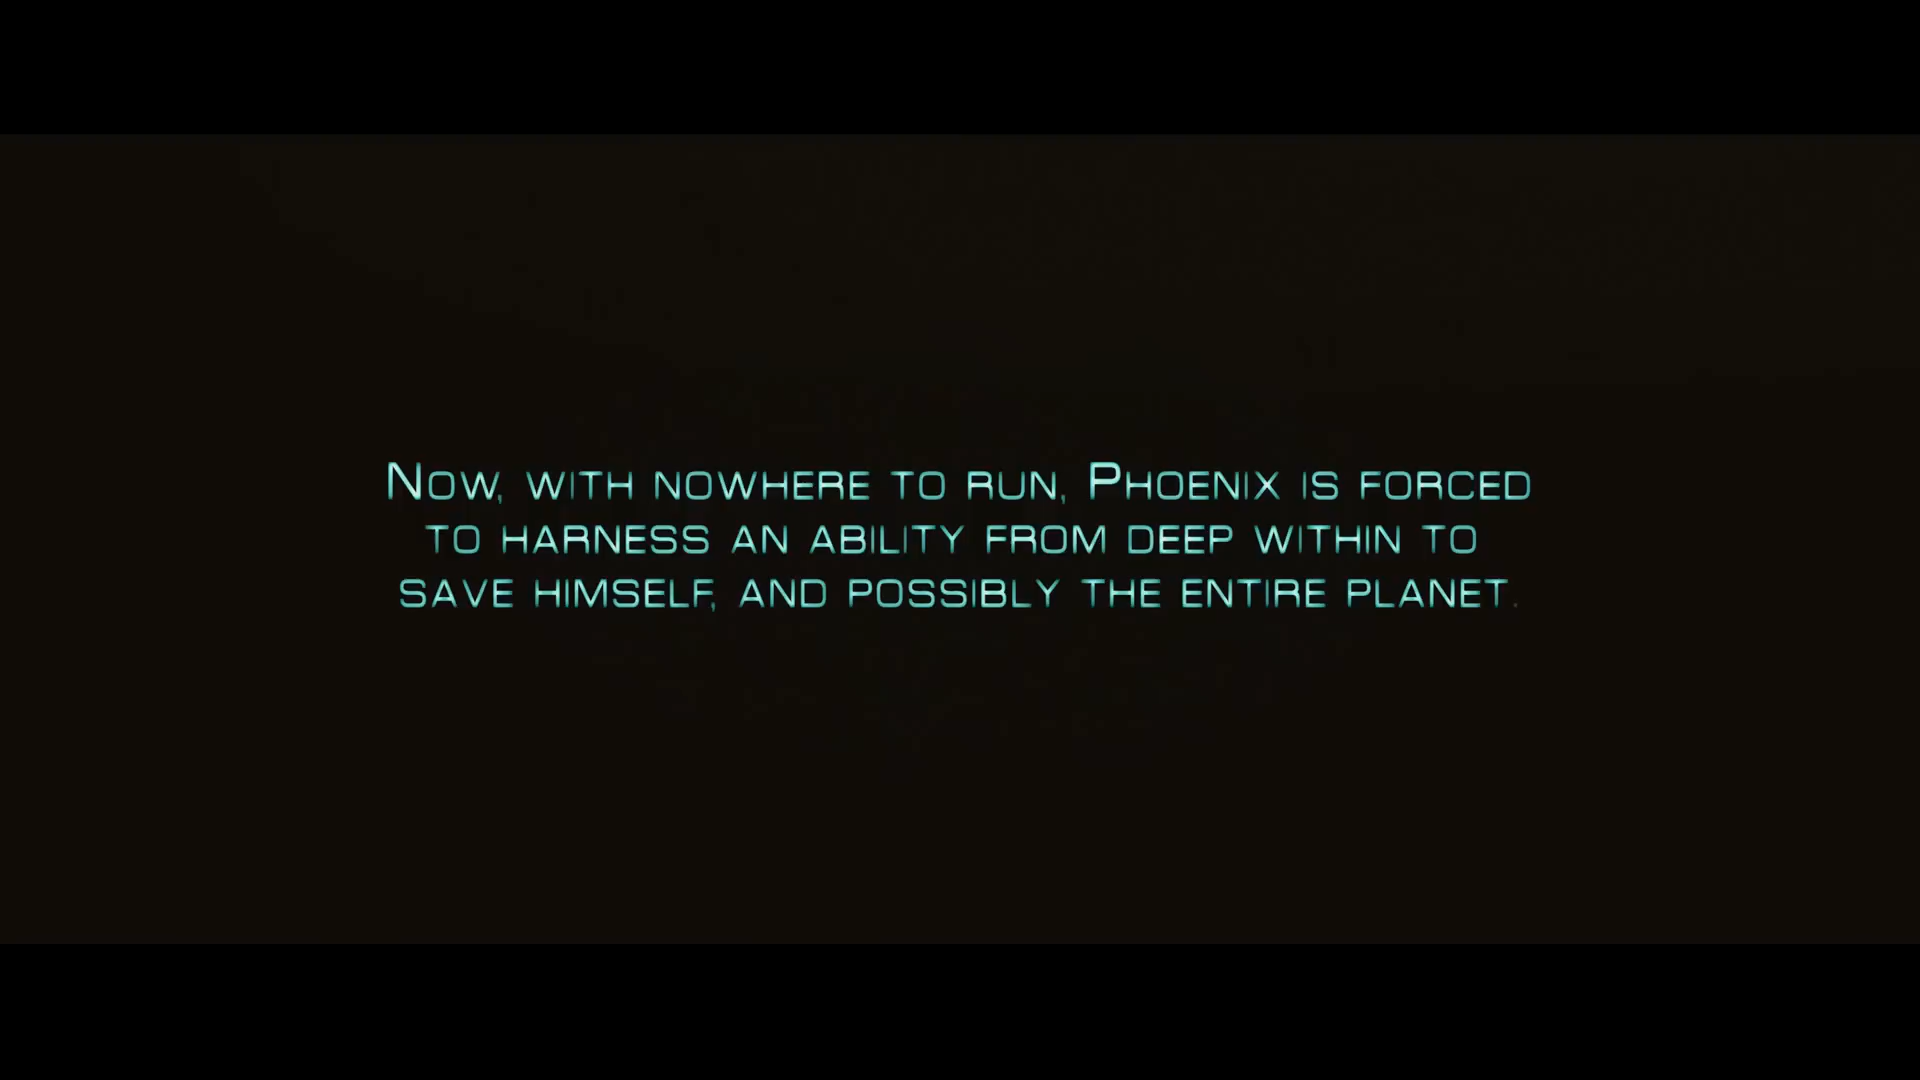 Now, with nowhere to run, Phoenix is forced
to harness an ability from deep within to
save himself, and possibly the entire planet.